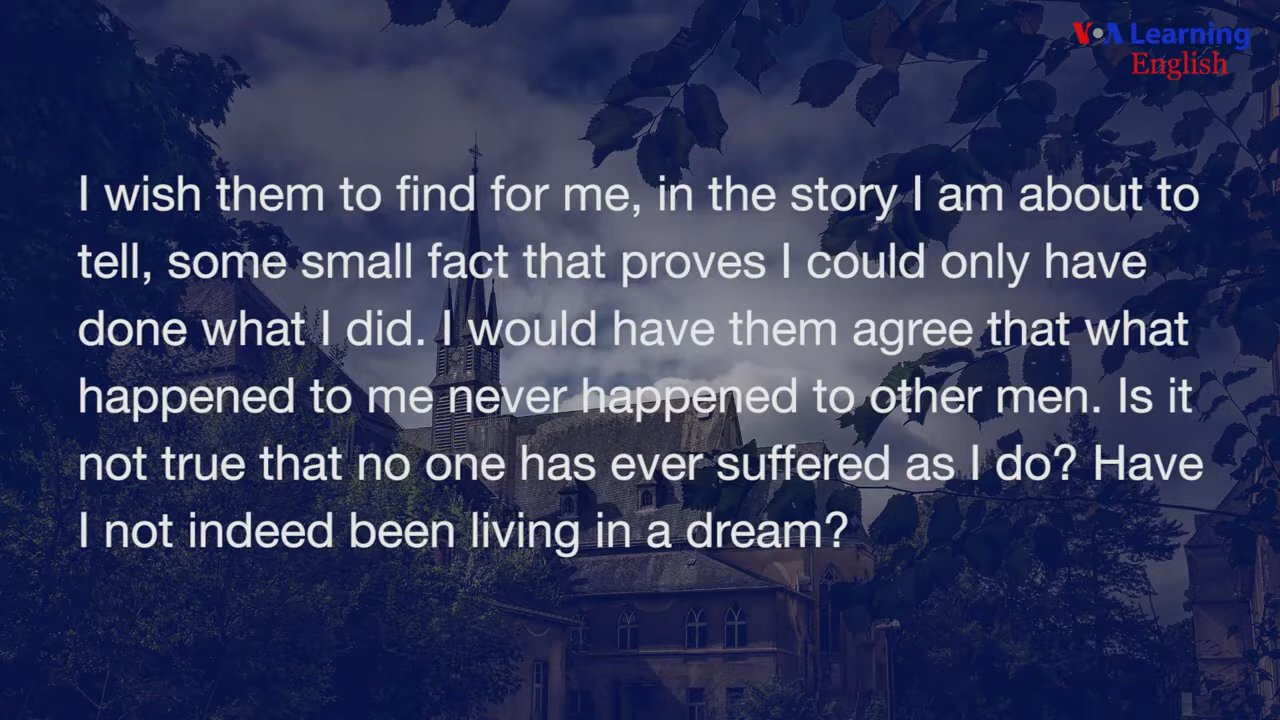 VOA Learning
English
I wish them to find for me, in the story I am about to
tell, some small fact that proves I could only have
done what I did. I would have them agree that what
happened to me never happened to other men. Is it
not true that no one has ever suffered as I do? Have
I not indeed been living in a dream?